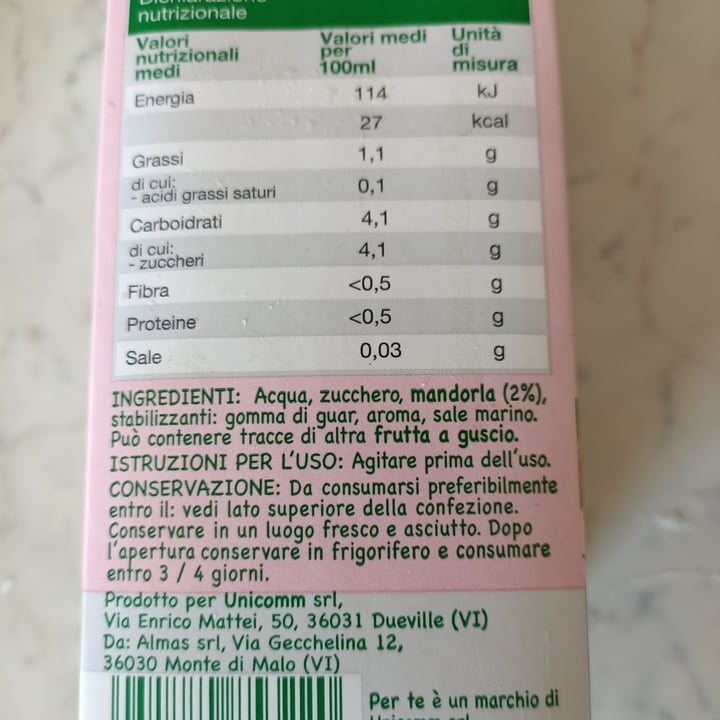 Dichiarazione
nutrizionale
Valori nutrizionali medi Valori medi per 100ml Unità di misura
Energia 114 kJ
27 kcal
Grassi 1,1 g
di cui:
- acidi grassi saturi 0,1 g
Carboidrati 4,1 g
di cui:
- zuccheri 4,1 g
Fibra <0,5 g
Proteine <0,5 g
Sale 0,03 g
INGREDIENTI: Acqua, zucchero, mandorla (2%),
stabilizzanti: gomma di guar, aroma, sale marino.
Può contenere tracce di altra frutta a guscio.
ISTRUZIONI PER L'USO: Agitare prima dell'uso.
CONSERVAZIONE: Da consumarsi preferibilmente
entro il: vedi lato superiore della confezione.
Conservare in un luogo fresco e asciutto. Dopo
l'apertura conservare in frigorifero e consumare
entro 3 / 4 giorni.
Prodotto per Unicomm srl,
Via Enrico Mattei, 50, 36031 Dueville (VI)
Da: Almas srl, Via Gecchelina 12,
36030 Monte di Malo (VI)
Per te è un marchio di